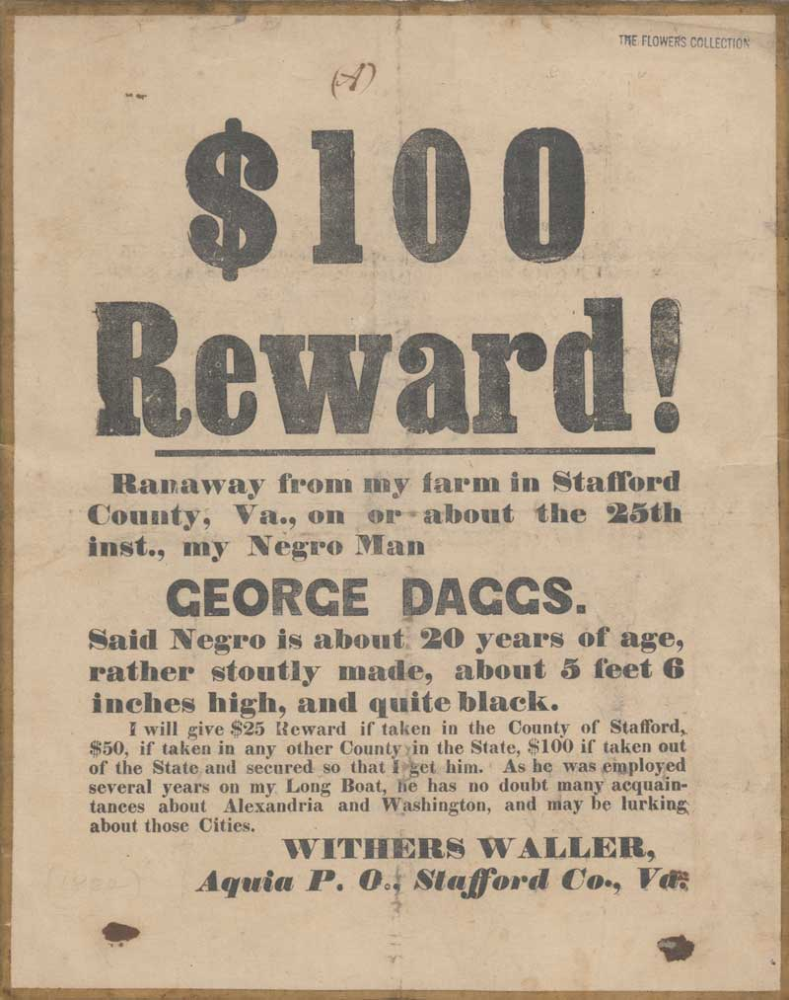 THE FLOWERS COLLECTION
(A)
$100
Reward!
Ranaway from my farm in Stafford
County, Va., on or about the 25th
inst., my Negro Man
GEORGE DAGGS.
Said Negro is about 20 years of age,
rather stoutly made, about 5 feet 6
inches high, and quite black.
I will give $25 Reward if taken in the County of Stafford,
$50, if taken in any other County in the State, $100 if taken out
of the State and secured so that I get him. As he was employed
several years on my Long Boat, he has no doubt many acquain-
tances about Alexandria and Washington, and may be lurking
about those Cities.
WITHERS WALLER,
Aquia P. O., Stafford Co., Va.